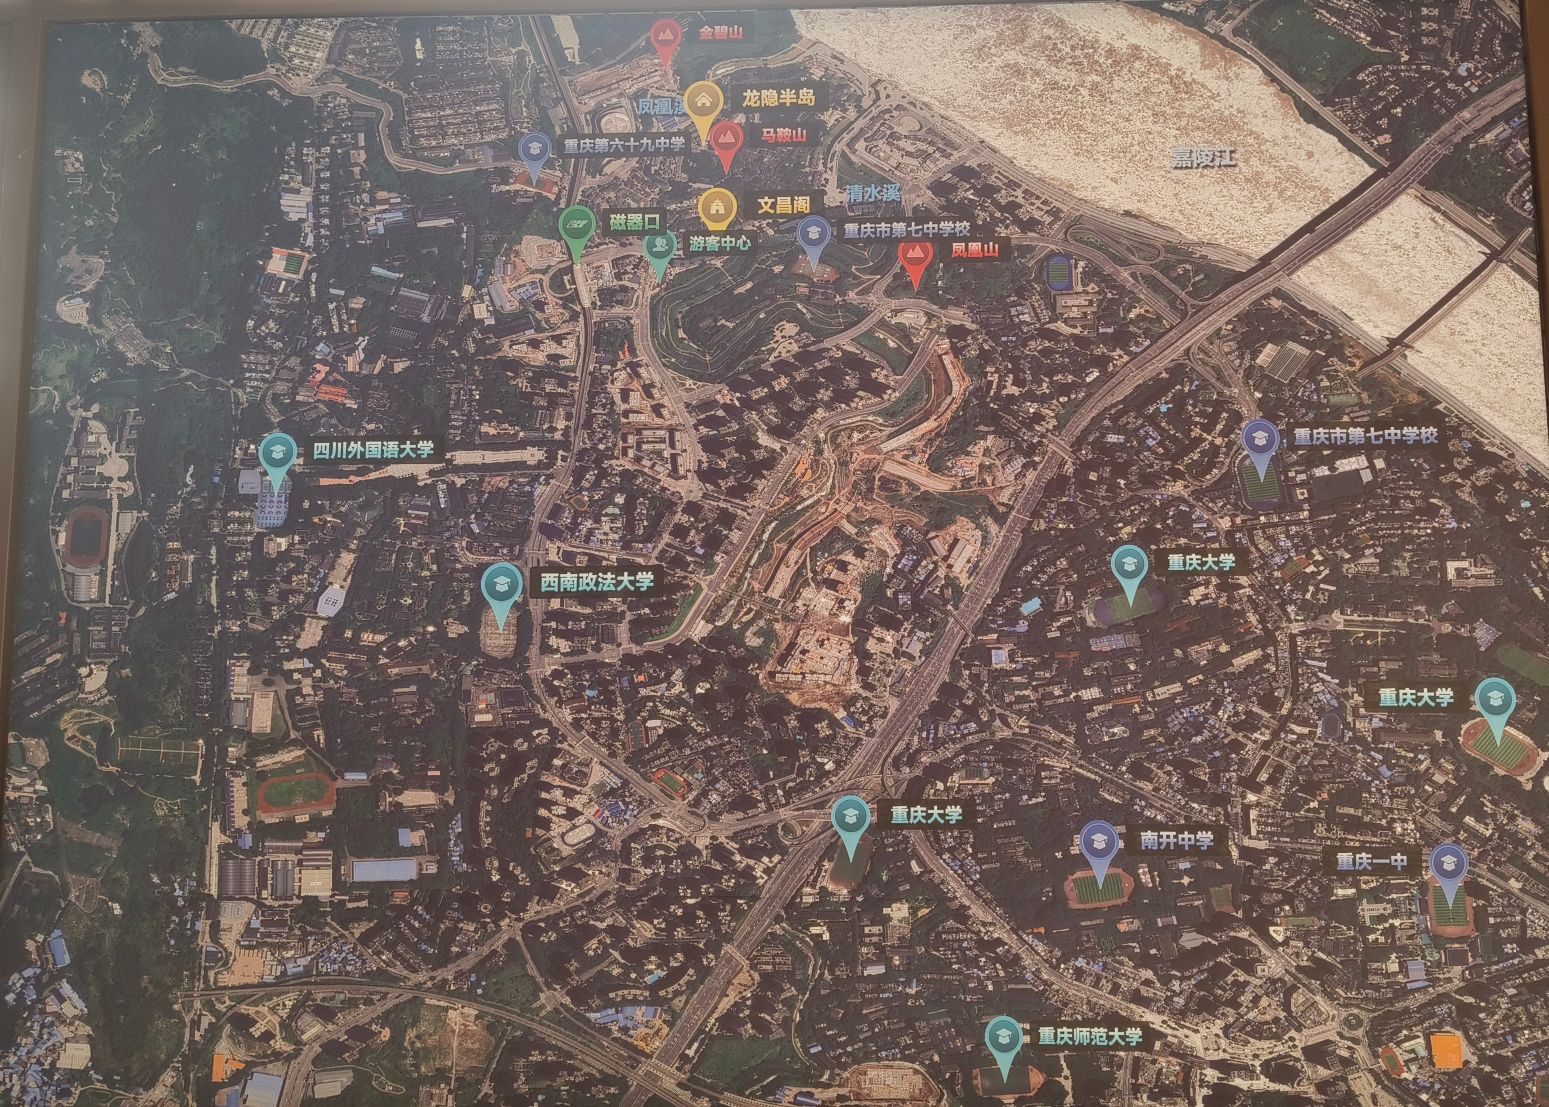 金碧山
龙隐半岛
凤凰溪
马鞍山
重庆第六十九中学
嘉陵江
清水溪
文昌阁
磁器口
游客中心
重庆市第七中学校
凤凰山
四川外国语大学
重庆市第七中学校
西南政法大学
重庆大学
重庆大学
重庆大学
南开中学
重庆一中
重庆师范大学